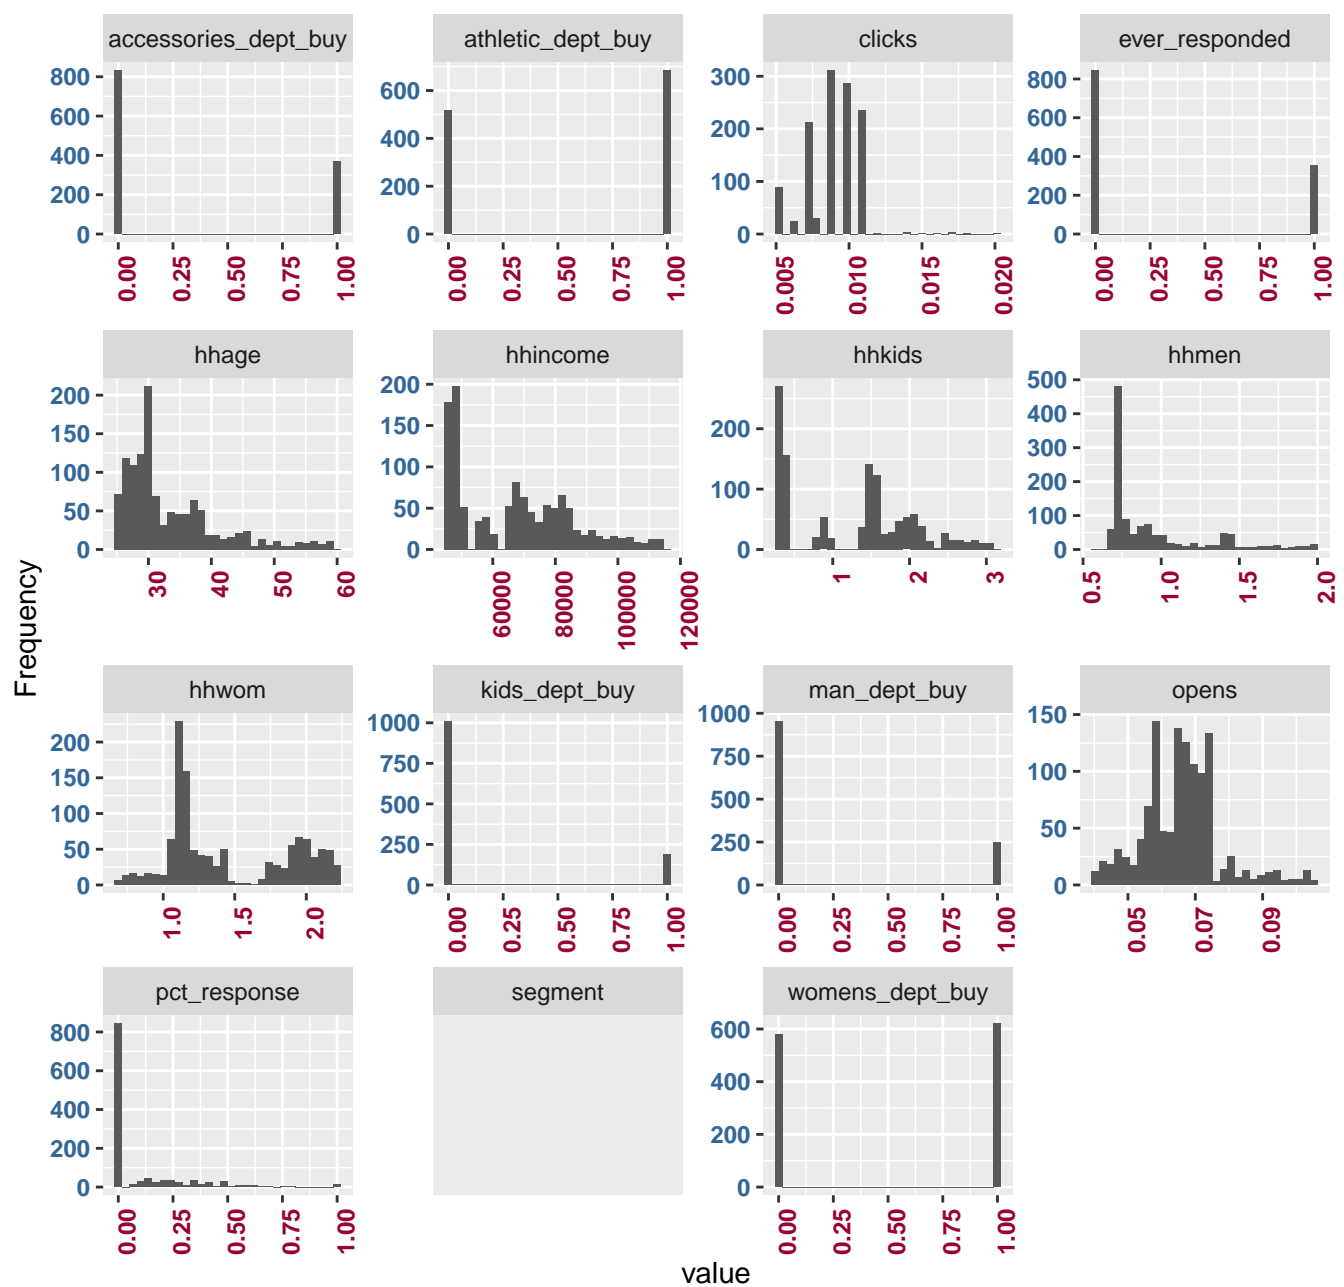 accessories_dept_buy athletic_dept_buy clicks ever_responded
800 600 400 200 0
600 400 200 0
300 200 100 0
800 600 400 200 0
0.00 0.25 0.50 0.75 1.00
0.00 0.25 0.50 0.75 1.00
0.005 0.010 0.015 0.020
0.00 0.25 0.50 0.75 1.00
hhage hhincome hhkids hhmen
200 150 100 50 0
200 150 100 50 0
200 100 0
500 400 300 200 100 0
30 40 50 60
60000 80000 100000 120000
1 2 3
0.5 1.0 1.5 2.0
Frequency
hhwom kids_dept_buy man_dept_buy opens
200 150 100 50 0
1000 750 500 250 0
1000 750 500 250 0
150 100 50 0
1.0 1.5 2.0
0.00 0.25 0.50 0.75 1.00
0.00 0.25 0.50 0.75 1.00
0.05 0.07 0.09
pct_response segment womens_dept_buy
800 600 400 200 0
600 400 200 0
0.00 0.25 0.50 0.75 1.00
0.00 0.25 0.50 0.75 1.00
value